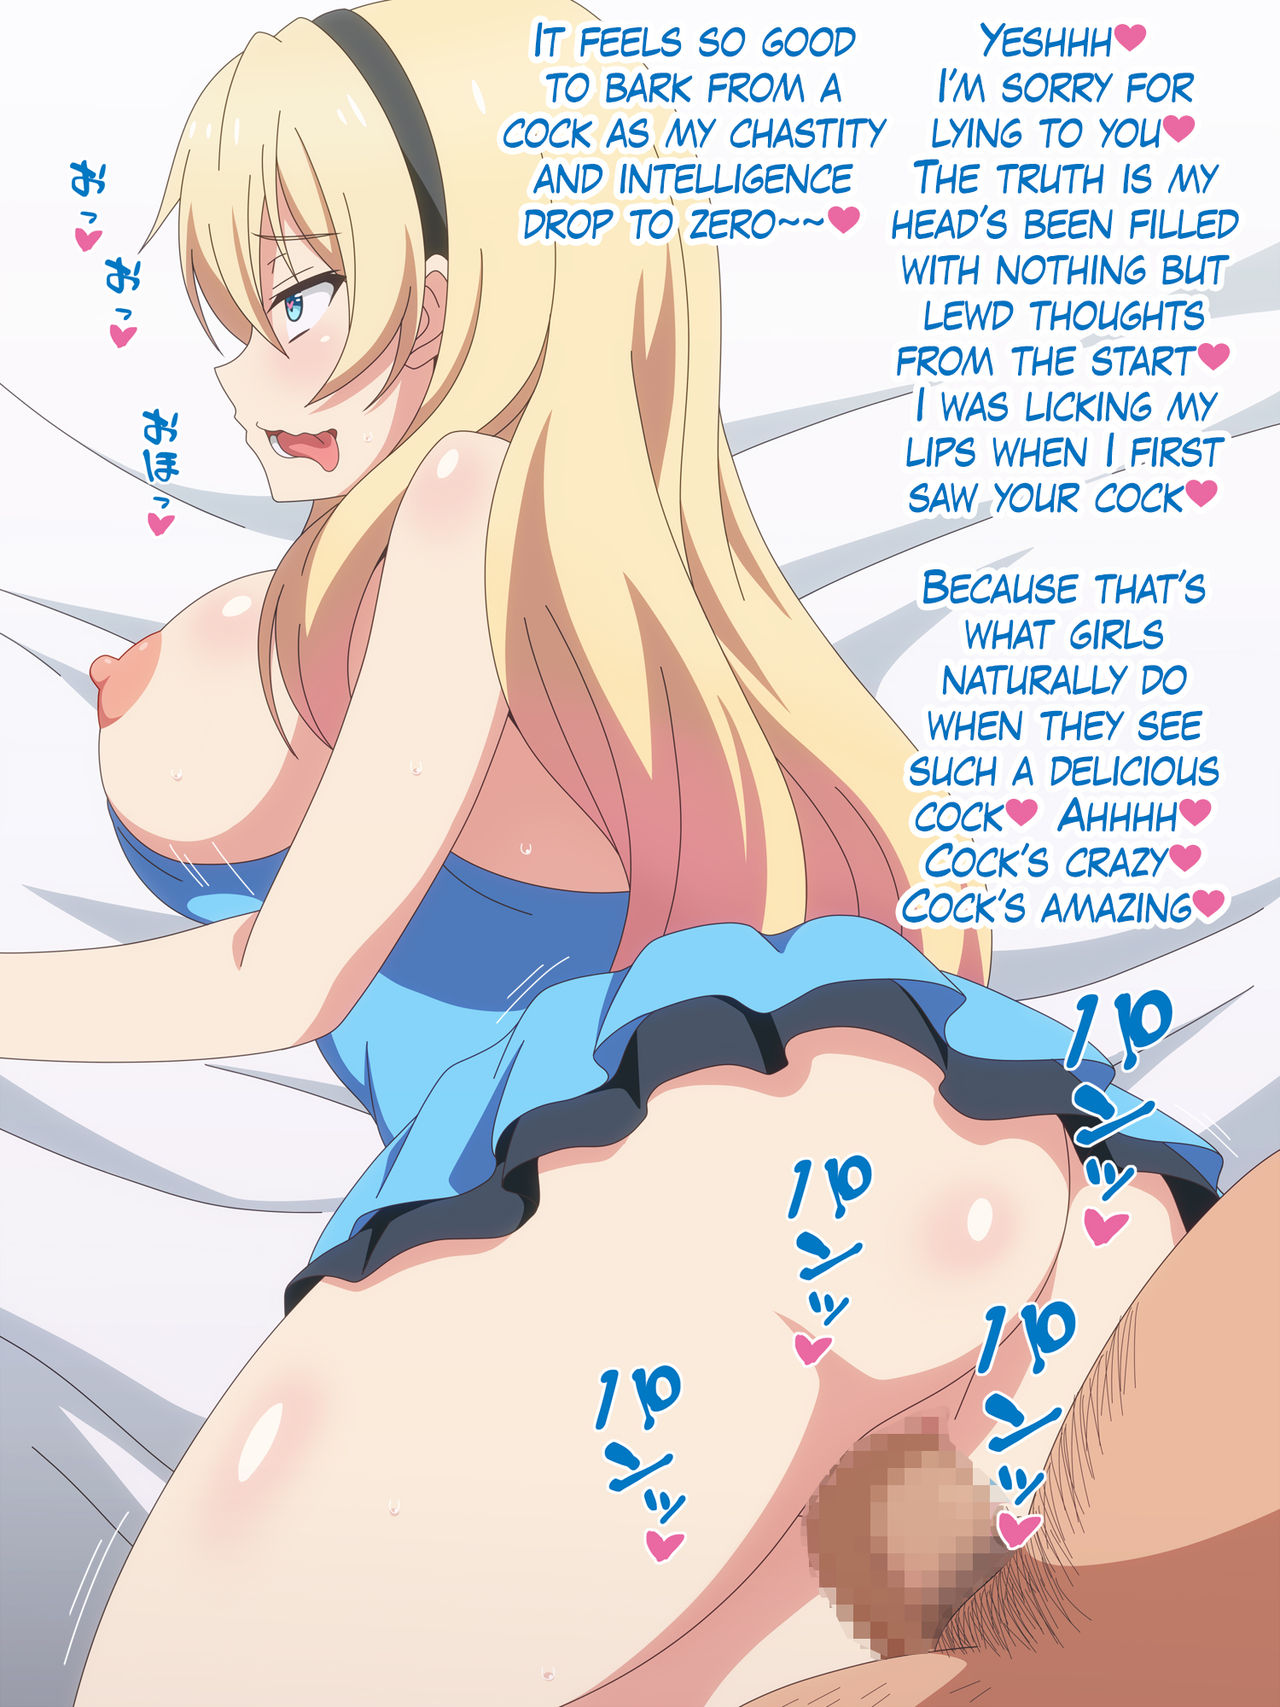 YESHHH♥
I'M SORRY FOR
LYING TO YOU♥
THE TRUTH IS MY
HEAD'S BEEN FILLED
WITH NOTHING BUT
LEWD THOUGHTS
FROM THE START♥
I WAS LICKING MY
LIPS WHEN I FIRST
SAW YOUR COCK♥
BECAUSE THAT'S
WHAT GIRLS
NATURALLY DO
WHEN THEY SEE
SUCH A DELICIOUS
COCK♥ AHHHH♥
COCK'S CRAZY♥
COCK'S AMAZING♥
IT FEELS SO GOOD
TO BARK FROM A
COCK AS MY CHASTITY
AND INTELLIGENCE
DROP TO ZERO~~♥
おっ♥
おっ♥
おほっ♥
パンッ♥
パンッ♥
パンッ♥
パンッ♥